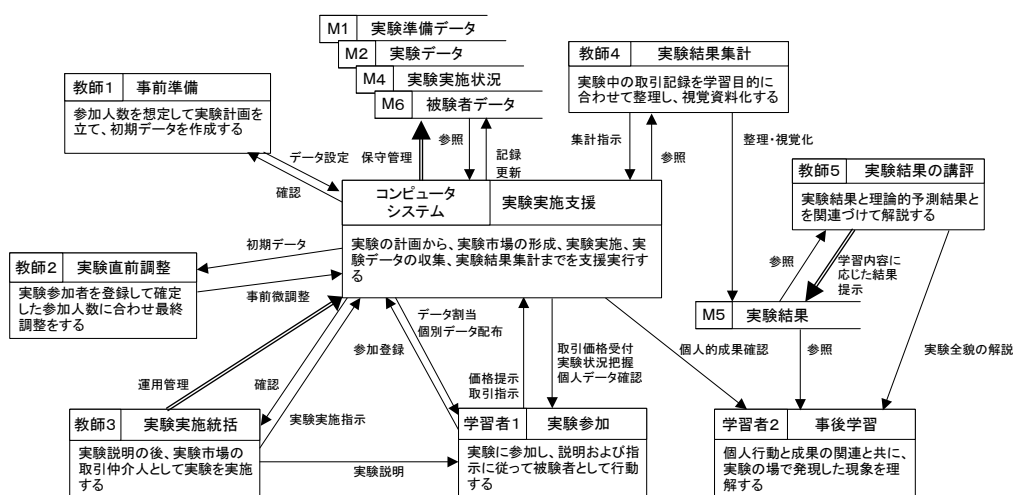 M1 実験準備データ
M2 実験データ
M4 実験実施状況
M6 被験者データ
教師1 事前準備
参加人数を想定して実験計画を
立て、初期データを作成する
教師4 実験結果集計
実験中の取引記録を学習目的に
合わせて整理し、視覚資料化する
データ設定
確認
保守管理
参照
記録
更新
集計指示
参照
整理・視覚化
教師5 実験結果の講評
実験結果と理論的予測結果と
を関連づけて解説する
コンピュータ
システム
実験実施支援
実験の計画から、実験市場の形成、実験実施、実
験データの収集、実験結果集計までを支援実行す
る
初期データ
教師2 実験直前調整
実験参加者を登録して確定
した参加人数に合わせ最終
調整をする
事前微調整
参照
学習内容に
応じた結果
提示
M5 実験結果
データ割当
個別データ配布
参加登録
取引価格受付
実験状況把握
個人データ確認
価格提示
取引指示
個人的成果確認
参照
実験全貌の解説
運用管理
確認
実験実施指示
教師3 実験実施統括
実験説明の後、実験市場の
取引仲介人として実験を実施
する
実験説明
学習者1 実験参加
実験に参加し、説明および指
示に従って被験者として行動
する
学習者2 事後学習
個人行動と成果の関連と共に、
実験の場で発現した現象を理
解する